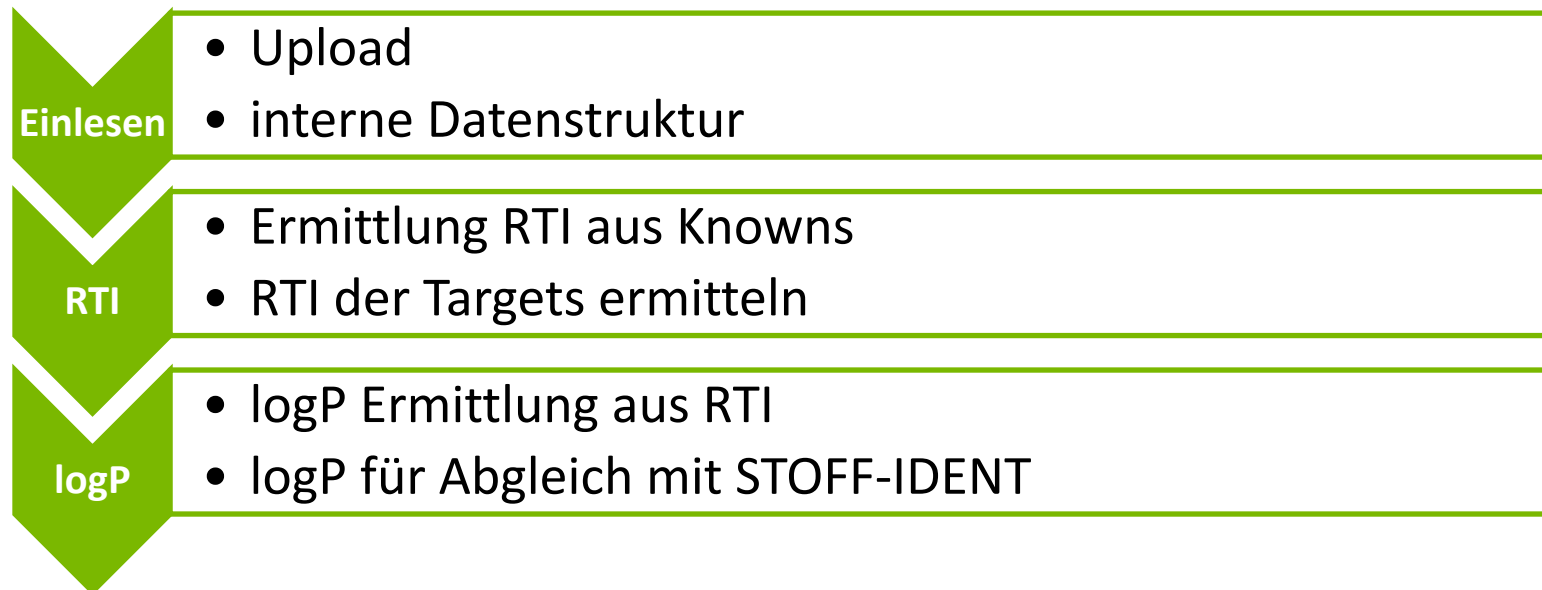 Einlesen
• Upload
• interne Datenstruktur
RTI
• Ermittlung RTI aus Knowns
• RTI der Targets ermitteln
logP
• logP Ermittlung aus RTI
• logP für Abgleich mit STOFF-IDENT